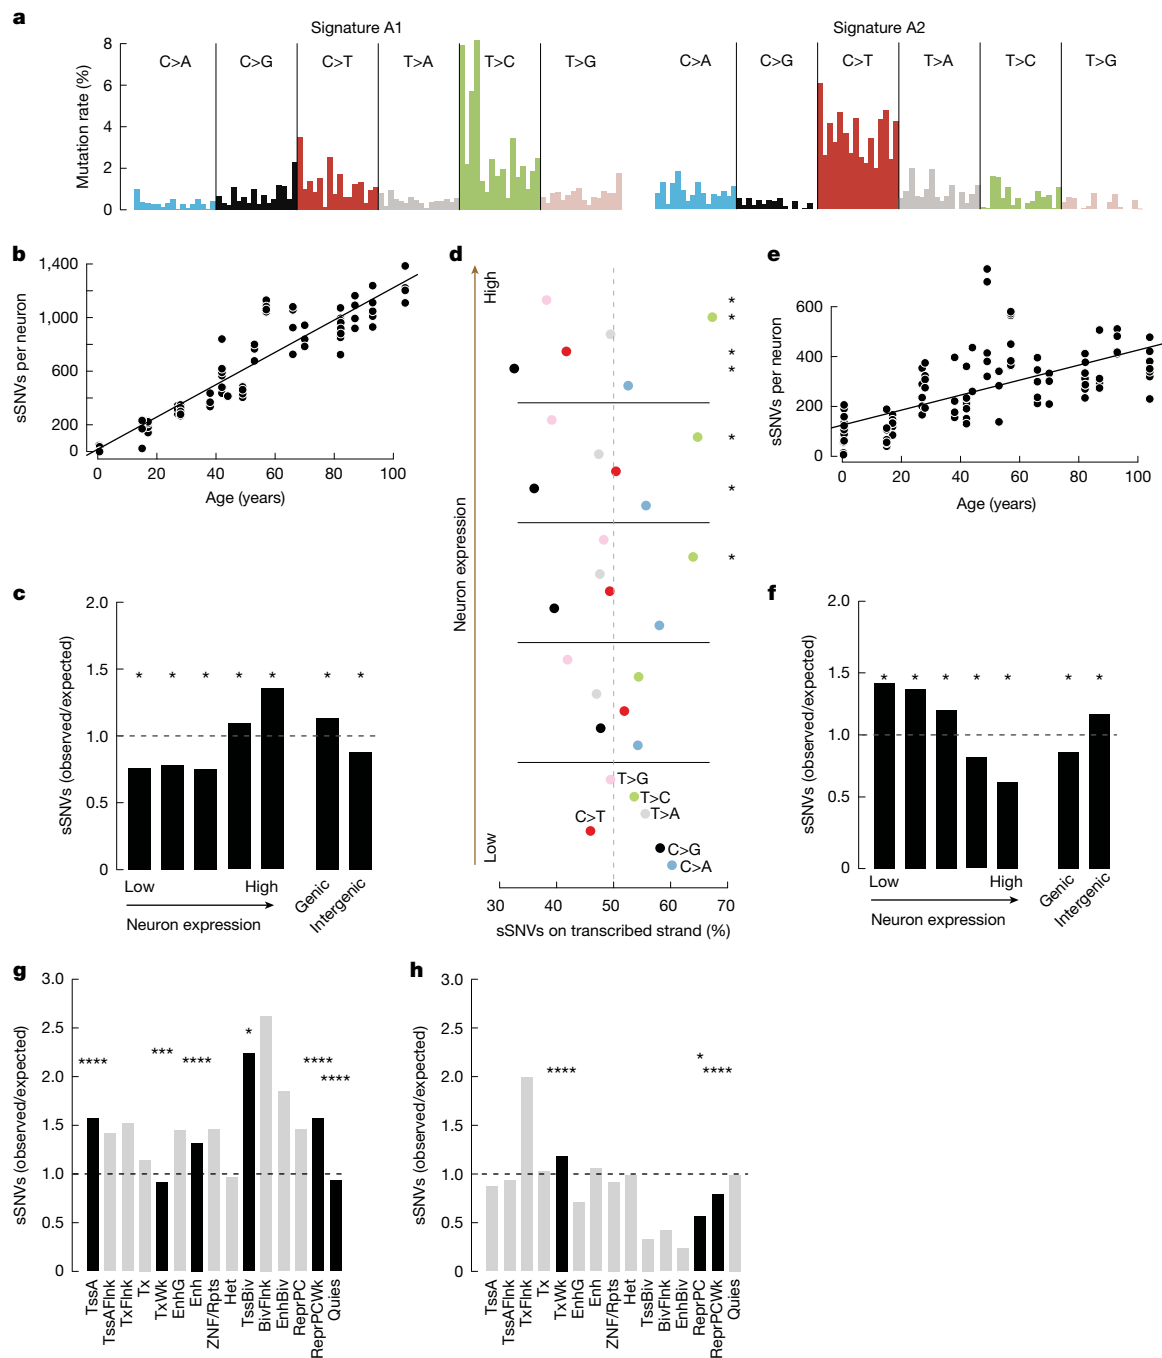 a
Signature A1
Signature A2
Mutation rate (%)
8
6
4
2
0
C>A
C>G
C>T
T>A
T>C
T>G
C>A
C>G
C>T
T>A
T>C
T>G
b
sSNVs per neuron
1,400
1,000
600
200
0
0
20
40
60
80
100
Age (years)
d
High
Neuron expression
Low
*
*
*
*
*
*
*
T>G
T>C
T>A
C>T
C>G
C>A
30
40
50
60
70
sSNVs on transcribed strand (%)
e
sSNVs per neuron
600
400
200
0
0
20
40
60
80
100
Age (years)
c
sSNVs (observed/expected)
2.0
1.5
1.0
0.5
0
* * * * * * *
Low
High
Neuron expression
Genic
Intergenic
f
sSNVs (observed/expected)
2.0
1.5
1.0
0.5
0
* * * * * * *
Low
High
Neuron expression
Genic
Intergenic
g
sSNVs (observed/expected)
3.0
2.5
2.0
1.5
1.0
0.5
0
****
***
****
*
****
****
TssA
TssAFlnk
TxFlnk
Tx
TxWk
EnhG
Enh
ZNF/Rpts
Het
TssBiv
BivFlnk
EnhBiv
ReprPC
ReprPCWk
Quies
h
sSNVs (observed/expected)
3.0
2.5
2.0
1.5
1.0
0.5
0
****
*
****
TssA
TssAFlnk
TxFlnk
Tx
TxWk
EnhG
Enh
ZNF/Rpts
Het
TssBiv
BivFlnk
EnhBiv
ReprPC
ReprPCWk
Quies